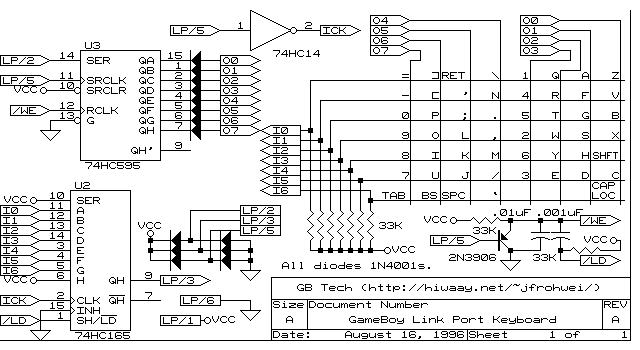 LP/5 1 2 ICK
74HC14
O4
O5
O6
O7
O0
O1
O2
O3
U3
LP/2 14 SER QA 15 O0
QB 1 O1
LP/5 11 SRCLK QC 2 O2
VCC 10 SRCLR QD 3 O3
QE 4 O4
/WE 12 RCLK QF 5 O5
13 G QG 6 O6
QH 7 O7
QH' 9
74HC595
I0
I1
I2
I3
I4
I5
I6
= ] RET \ 1 Q A Z
- [ ' N 4 R F V
0 P ; . 5 T G B
9 O L , 2 W S X
8 I K M 6 Y H SHFT
7 U J / 3 E D C
TAB BS SPC ` CAP LOC
33K
VCC
U2
VCC 10 SER
I0 11 A
I1 12 B
I2 13 C
I3 14 D
I4 3 E
I5 4 F
I6 5 G
VCC 6 H QH 9 LP/3
ICK 2 CLK QH 7
15 INH
/LD 1 SH/LD
74HC165
VCC
LP/2
LP/3
LP/5
LP/6
LP/1 VCC
All diodes 1N4001s.
.01uF .001uF
VCC 33K /WE
LP/5 VCC
2N3906 33K /LD
GB Tech (http://hiwaay.net/~jfrohwei/)
Size Document Number REV
A GameBoy Link Port Keyboard A
Date: August 16, 1996 Sheet 1 of 1